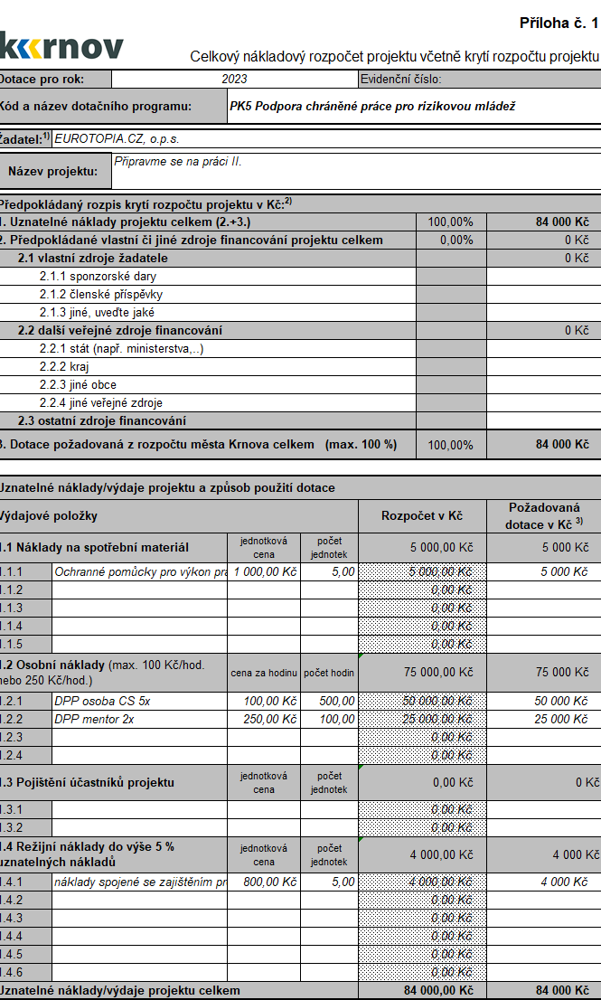 Příloha č. 1
krnov
Celkový nákladový rozpočet projektu včetně krytí rozpočtu projektu
Dotace pro rok: 2023 Evidenční číslo:
Kód a název dotačního programu: PK5 Podpora chráněné práce pro rizikovou mládež
Žadatel:1) EUROTOPIA.CZ, o.p.s.
Název projektu: Připravme se na práci II.
Předpokládaný rozpis krytí rozpočtu projektu v Kč:2)
1. Uznatelné náklady projektu celkem (2.+3.) 100,00% 84 000 Kč
2. Předpokládané vlastní či jiné zdroje financování projektu celkem 0,00% 0 Kč
2.1 vlastní zdroje žadatele 0 Kč
2.1.1 sponzorské dary
2.1.2 členské příspěvky
2.1.3 jiné, uveďte jaké
2.2 další veřejné zdroje financování 0 Kč
2.2.1 stát (např. ministerstva,..)
2.2.2 kraj
2.2.3 jiné obce
2.2.4 jiné veřejné zdroje
2.3 ostatní zdroje financování
3. Dotace požadovaná z rozpočtu města Krnova celkem (max. 100 %) 100,00% 84 000 Kč
Uznatelné náklady/výdaje projektu a způsob použití dotace
Výdajové položky Rozpočet v Kč Požadovaná dotace v Kč 3)
1.1 Náklady na spotřební materiál jednotková cena počet jednotek 5 000,00 Kč 5 000 Kč
1.1.1 Ochranné pomůcky pro výkon pra 1 000,00 Kč 5,00 5 000,00 Kč 5 000 Kč
1.1.2 0,00 Kč
1.1.3 0,00 Kč
1.1.4 0,00 Kč
1.1.5 0,00 Kč
1.2 Osobní náklady (max. 100 Kč/hod. nebo 250 Kč/hod.) cena za hodinu počet hodin 75 000,00 Kč 75 000 Kč
1.2.1 DPP osoba CS 5x 100,00 Kč 500,00 50 000,00 Kč 50 000 Kč
1.2.2 DPP mentor 2x 250,00 Kč 100,00 25 000,00 Kč 25 000 Kč
1.2.3 0,00 Kč
1.2.4 0,00 Kč
1.3 Pojištění účastníků projektu jednotková cena počet jednotek 0,00 Kč 0 Kč
1.3.1 0,00 Kč
1.3.2 0,00 Kč
1.4 Režijní náklady do výše 5 % uznatelných nákladů jednotková cena počet jednotek 4 000,00 Kč 4 000 Kč
1.4.1 náklady spojené se zajištěním pr 800,00 Kč 5,00 4 000,00 Kč 4 000 Kč
1.4.2 0,00 Kč
1.4.3 0,00 Kč
1.4.4 0,00 Kč
1.4.5 0,00 Kč
1.4.6 0,00 Kč
Uznatelné náklady/výdaje projektu celkem 84 000,00 Kč 84 000 Kč